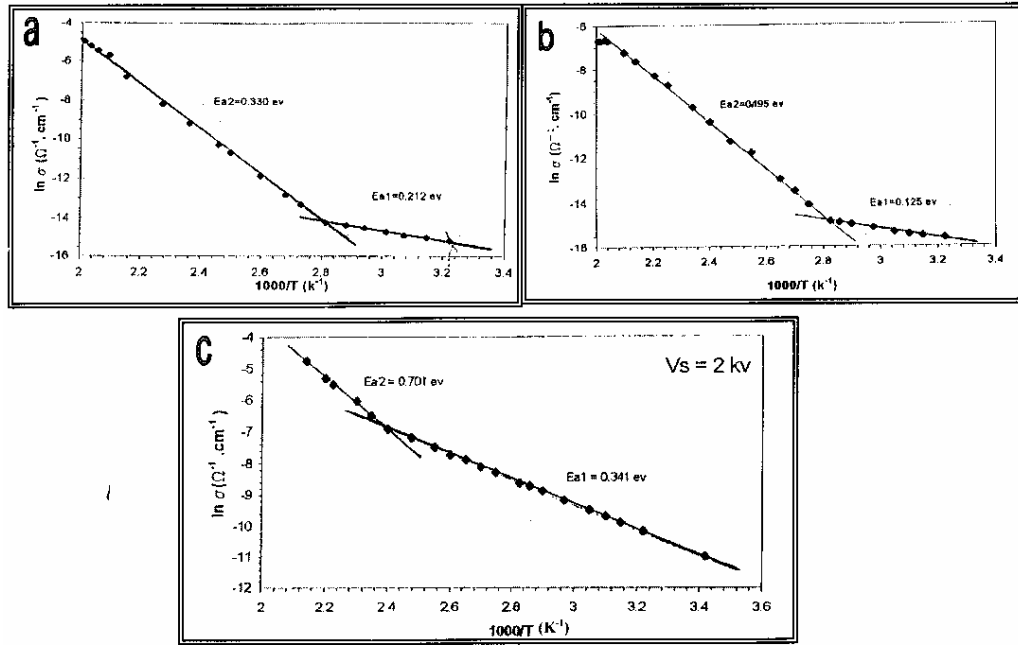 a
-4
-6
-8
-10
-12
-14
-16
ln σ (Ω⁻¹.cm⁻¹)
Ea2=0.330 ev
Ea1=0.212 ev
2 2.2 2.4 2.6 2.8 3 3.2 3.4
1000/T (k⁻¹)
b
-6
-8
-10
-12
-14
-16
-18
ln σ (Ω⁻¹.cm⁻¹)
Ea1=0.125 ev
2 2.2 2.4 2.6 2.8 3 3.2 3.4
1000/T (k⁻¹)
c
-4
-5
-6
-7
-8
-9
-10
-11
-12
ln σ (Ω⁻¹.cm⁻¹)
Vs = 2 kv
Ea2 = 0.701 ev
Ea1 = 0.341 ev
2 2.2 2.4 2.6 2.8 3 3.2 3.4 3.6
1000/T (K⁻¹)